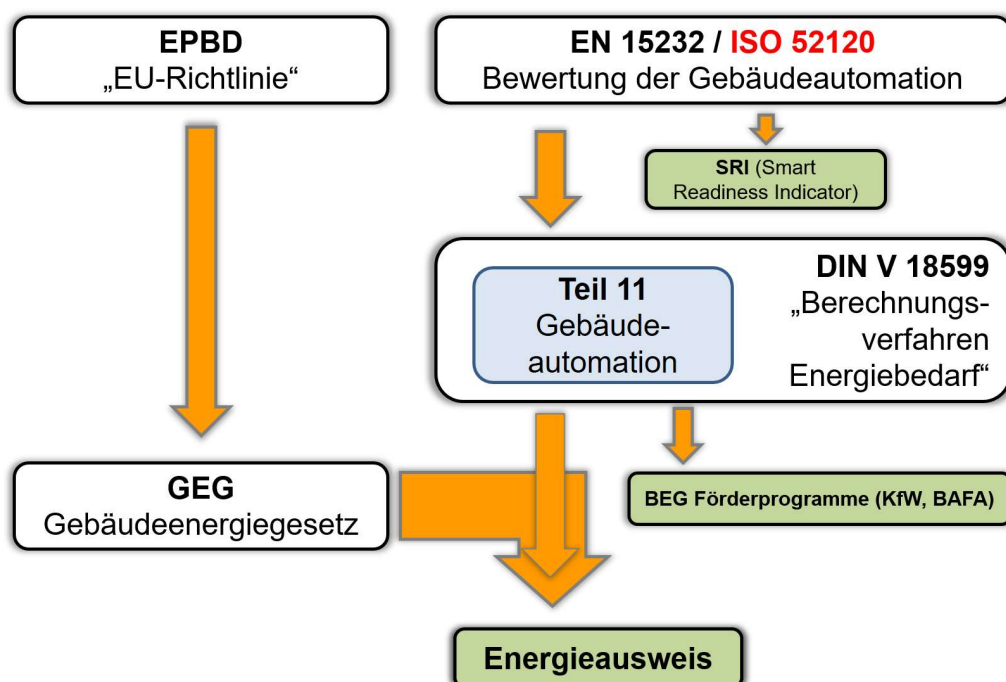 EPBD
„EU-Richtlinie“
EN 15232 / ISO 52120
Bewertung der Gebäudeautomation
SRI (Smart
Readiness Indicator)
DIN V 18599
„Berechnungs-
verfahren
Energiebedarf“
Teil 11
Gebäude-
automation
GEG
Gebäudeenergiegesetz
BEG Förderprogramme (KfW, BAFA)
Energieausweis